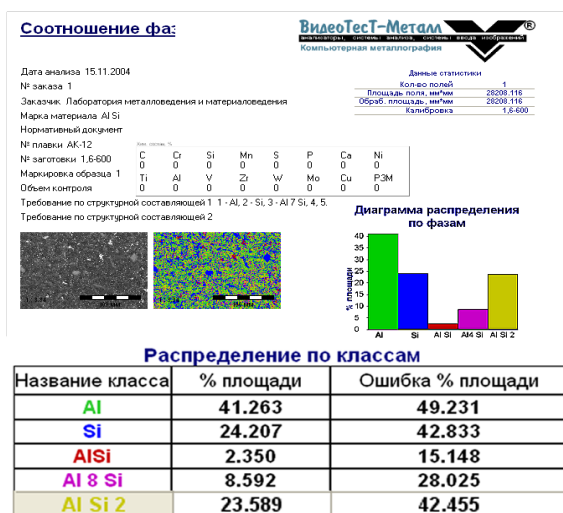 Соотношение фаз
ВидеоТесТ-Металл®
анализаторы, системы анализа, системы ввода изображений
Компьютерная металлография
Дата анализа 15.11.2004
№ заказа 1
Заказчик Лаборатория металловедения и материаловедения
Марка материала Al Si
Нормативный документ
№ плавки АК-12
№ заготовки 1,6-600
Маркировка образца 1
Объем контроля
Требование по структурной составляющей 1 1 - Al, 2 - Si, 3 - Al 7 Si, 4, 5.
Требование по структурной составляющей 2
Данные статистики
Кол-во полей 1
Площадь поля, мм*мм 28208.116
Обраб. площадь, мм*мм 28208.116
Калибровка 1,6-600
C Cr Si Mn S P Ca Ni
0 0 0 0 0 0 0 0
Ti Al V Zr W Mo Cu РЗМ
0 0 0 0 0 0 0 0
Диаграмма распределения
по фазам
% площади
40
35
30
25
20
15
10
5
0
Al Si Al Si Al4 Si Al Si 2
Распределение по классам
Название класса % площади Ошибка % площади
Al 41.263 49.231
Si 24.207 42.833
AlSi 2.350 15.148
Al 8 Si 8.592 28.025
Al Si 2 23.589 42.455